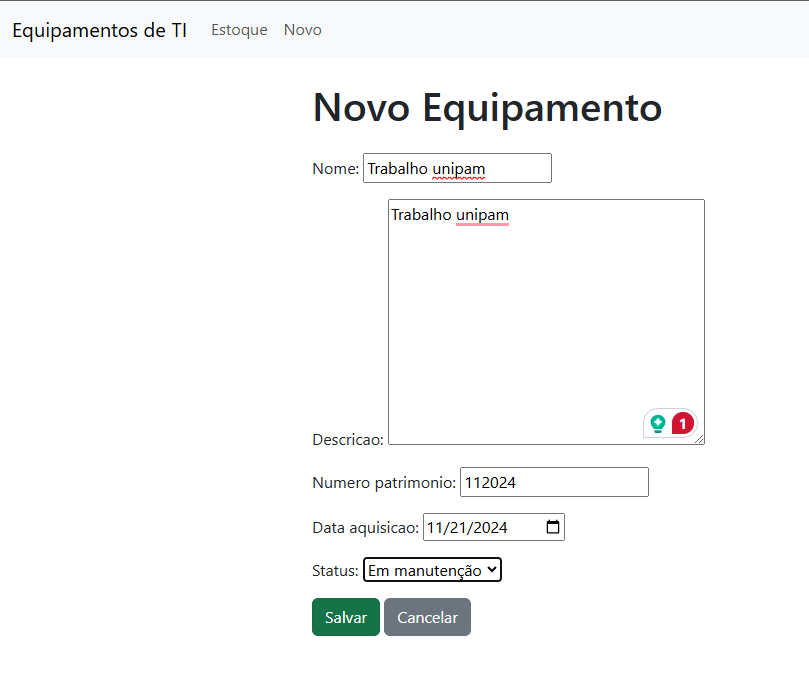 Equipamentos de TI Estoque Novo
Novo Equipamento
Nome: Trabalho unipam
Trabalho unipam
1
Descricao:
Numero patrimonio: 112024
Data aquisicao: 11/21/2024
Status: Em manutenção
Salvar Cancelar